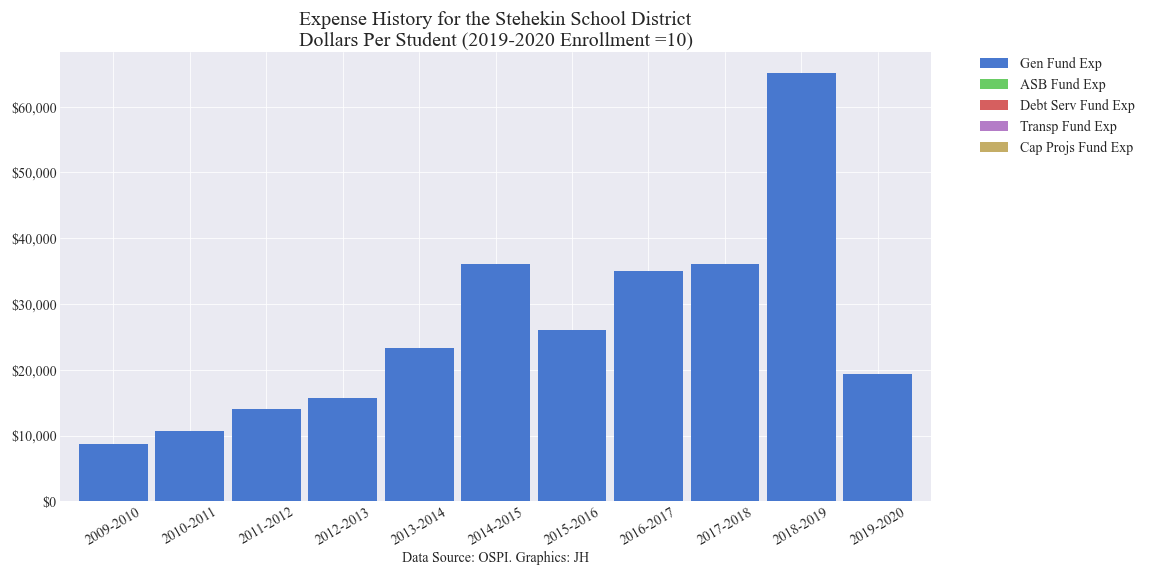 Expense History for the Stehekin School District
Dollars Per Student (2019-2020 Enrollment =10)
Gen Fund Exp
ASB Fund Exp
Debt Serv Fund Exp
Transp Fund Exp
Cap Projs Fund Exp
$60,000
$50,000
$40,000
$30,000
$20,000
$10,000
$0
2009-2010
2010-2011
2011-2012
2012-2013
2013-2014
2014-2015
2015-2016
2016-2017
2017-2018
2018-2019
2019-2020
Data Source: OSPI. Graphics: JH